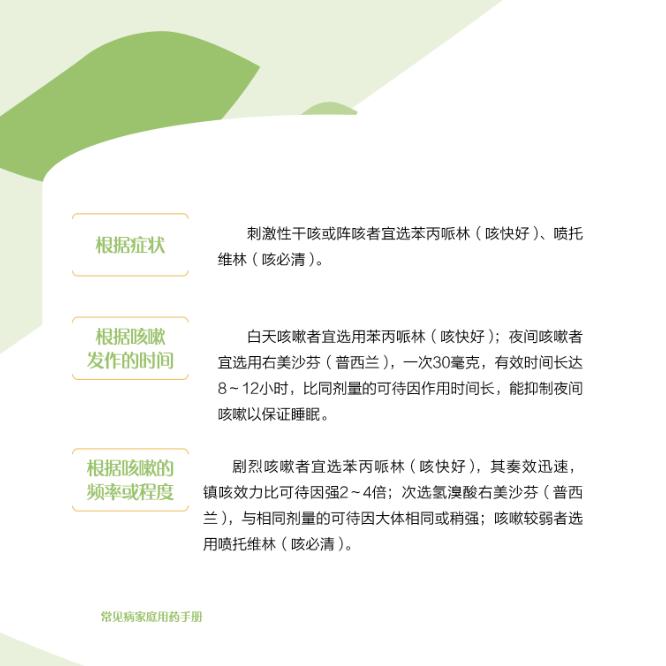 根据症状
刺激性干咳或阵咳者宜选苯丙哌林（咳快好）、喷托
维林（咳必清）。
根据咳嗽
发作的时间
白天咳嗽者宜选用苯丙哌林（咳快好）；夜间咳嗽者
宜选用右美沙芬（普西兰），一次30毫克，有效时间长达
8～12小时，比同剂量的可待因作用时间长，能抑制夜间
咳嗽以保证睡眠。
根据咳嗽的
频率或程度
剧烈咳嗽者宜选苯丙哌林（咳快好），其奏效迅速，
镇咳效力比可待因强2～4倍；次选氢溴酸右美沙芬（普西
兰），与相同剂量的可待因大体相同或稍强；咳嗽较弱者选
用喷托维林（咳必清）。
常见病家庭用药手册